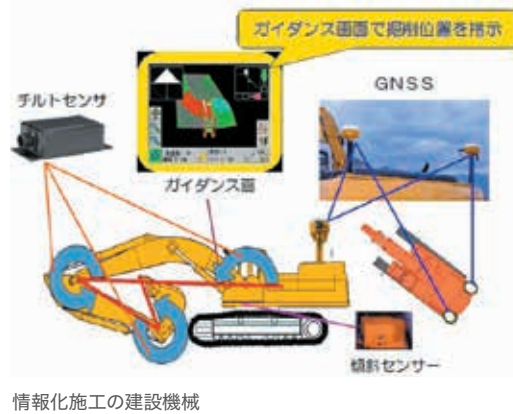 ガイダンス画面で掘削位置を指示
チルトセンサ
GNSS
ガイダンス画
傾斜センサー
情報化施工の建設機械